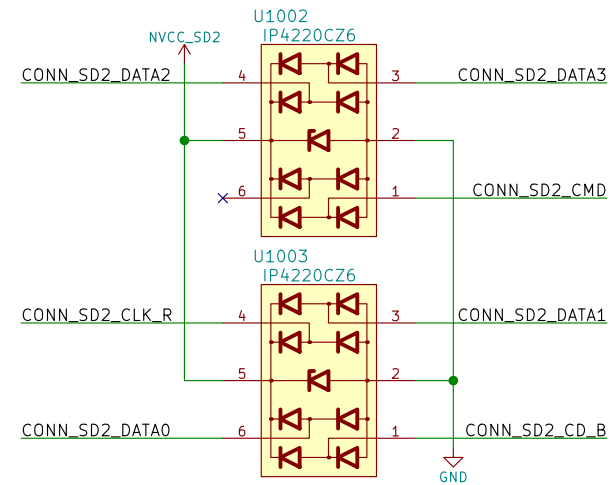 U1002
IP4220CZ6
NVCC_SD2
CONN_SD2_DATA2 4 3 CONN_SD2_DATA3
5 2
6 1 CONN_SD2_CMD
U1003
IP4220CZ6
CONN_SD2_CLK_R 4 3 CONN_SD2_DATA1
5 2
CONN_SD2_DATA0 6 1 CONN_SD2_CD_B
GND